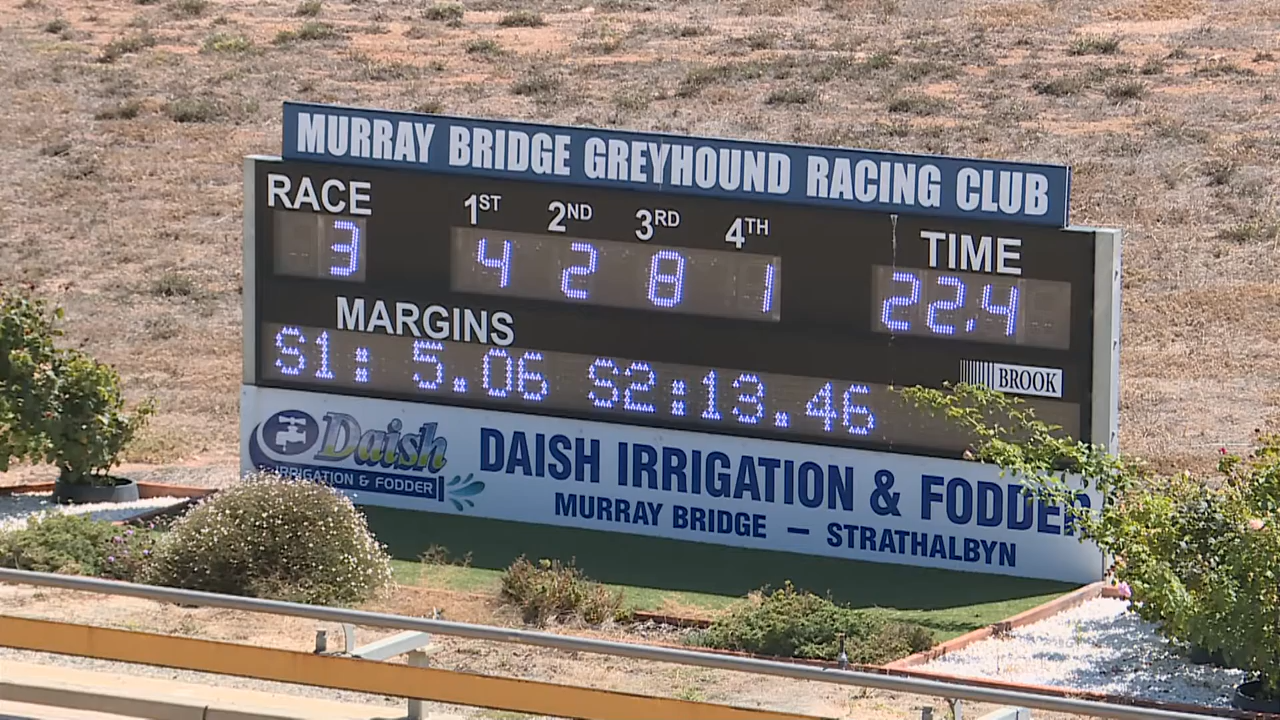 MURRAY BRIDGE GREYHOUND RACING CLUB
RACE 1ST 2ND 3RD 4TH TIME
3 4 2 8 1 22.4
MARGINS
S1: 5.06 S2:13.46
BROOK
Daish
IRRIGATION & FODDER
DAISH IRRIGATION & FODDER
MURRAY BRIDGE – STRATHALBYN